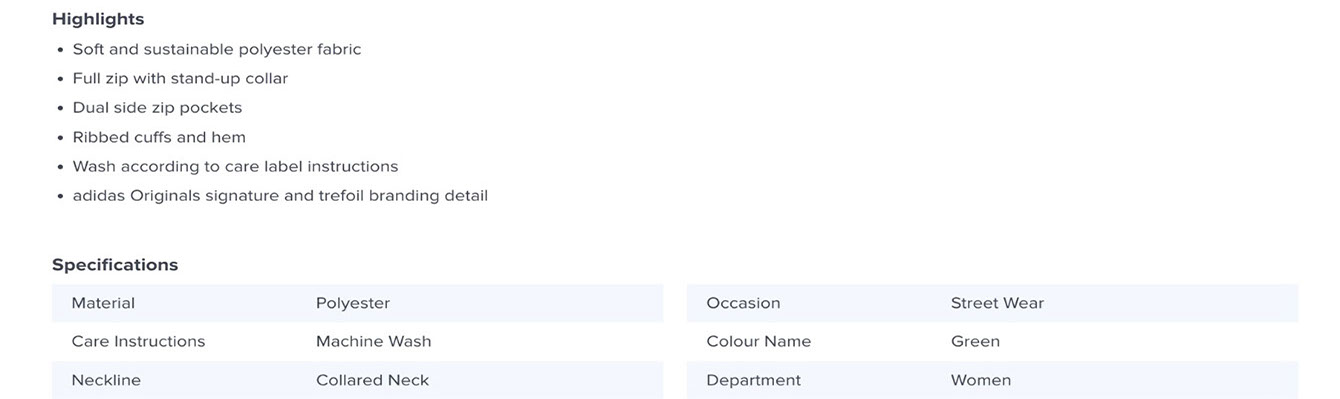 Highlights
• Soft and sustainable polyester fabric
• Full zip with stand-up collar
• Dual side zip pockets
• Ribbed cuffs and hem
• Wash according to care label instructions
• adidas Originals signature and trefoil branding detail
Specifications
Material Polyester Occasion Street Wear
Care Instructions Machine Wash Colour Name Green
Neckline Collared Neck Department Women